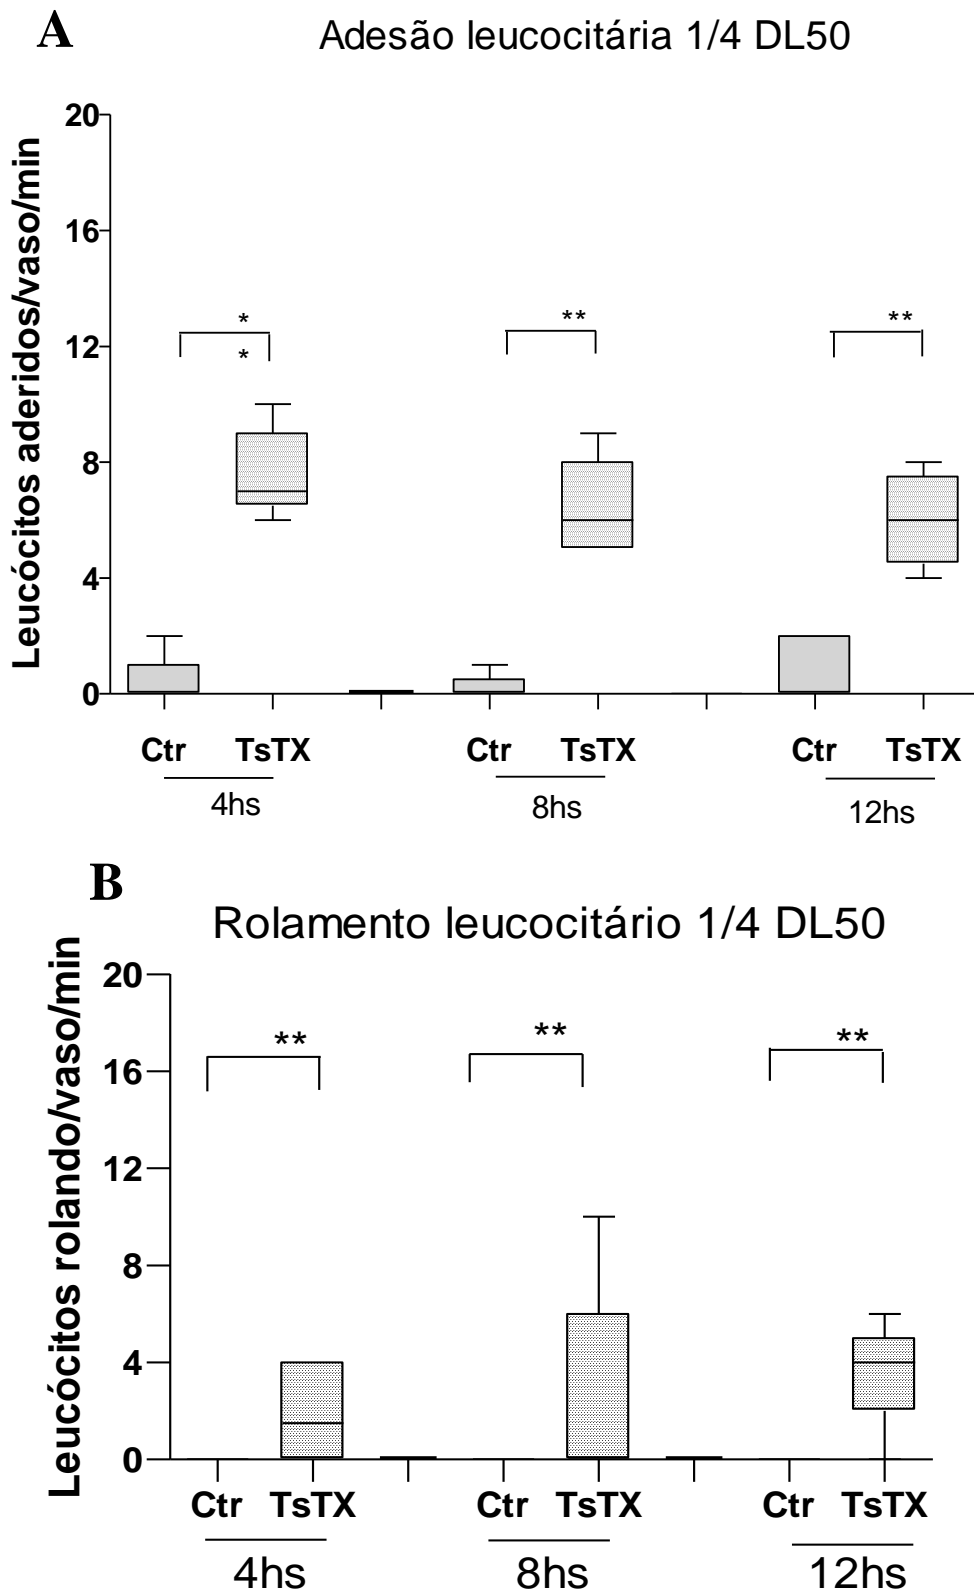 A
Adesão leucocitária 1/4 DL50
Leucócitos aderidos/vaso/min
20
16
12
8
4
0
*
*
**
**
Ctr TsTX Ctr TsTX Ctr TsTX
4hs 8hs 12hs
B
Rolamento leucocitário 1/4 DL50
Leucócitos rolando/vaso/min
20
16
12
8
4
0
** ** **
Ctr TsTX Ctr TsTX Ctr TsTX
4hs 8hs 12hs